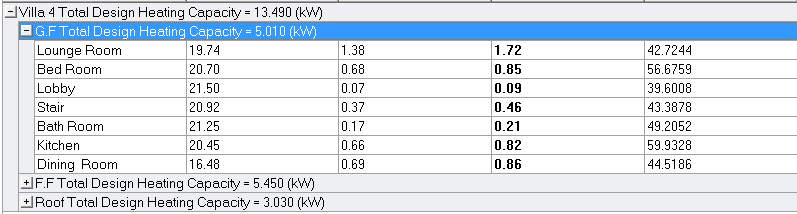 Villa 4 Total Design Heating Capacity = 13.490 (kW)
G.F Total Design Heating Capacity = 5.010 (kW)
Lounge Room 19.74 1.38 1.72 42.7244
Bed Room 20.70 0.68 0.85 56.6759
Lobby 21.50 0.07 0.09 39.6008
Stair 20.92 0.37 0.46 43.3878
Bath Room 21.25 0.17 0.21 49.2052
Kitchen 20.45 0.66 0.82 59.9328
Dining Room 16.48 0.69 0.86 44.5186
F.F Total Design Heating Capacity = 5.450 (kW)
Roof Total Design Heating Capacity = 3.030 (kW)